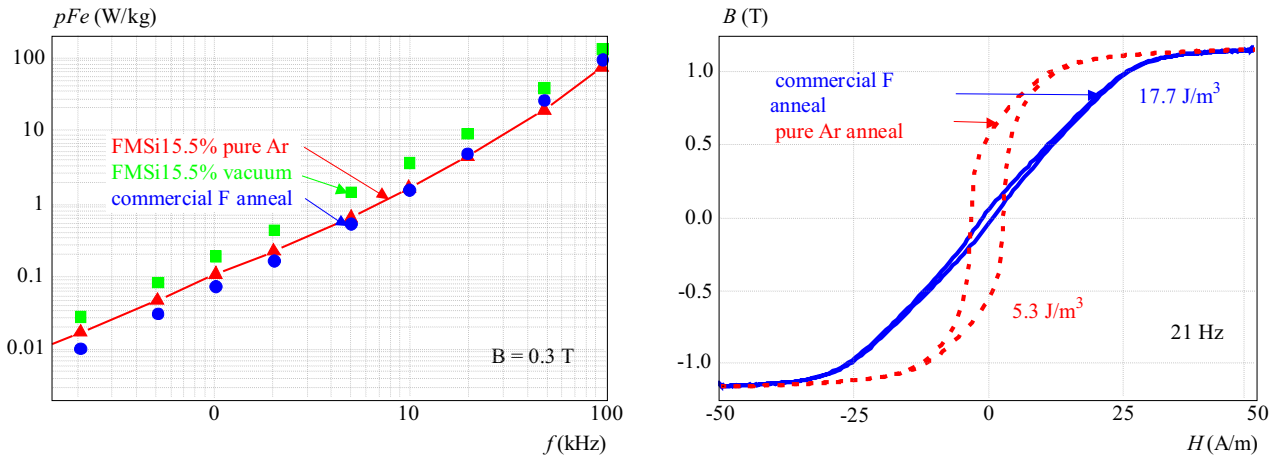 pFe (W/kg)
100
10
1
0.1
0.01
FMSi15.5% pure Ar
FMSi15.5% vacuum
commercial F anneal
B = 0.3 T
0
10
100
f (kHz)
B (T)
1.0
0.5
0.0
-0.5
-1.0
commercial F
anneal
pure Ar anneal
17.7 J/m³
5.3 J/m³
21 Hz
-50
-25
0
25
50
H (A/m)